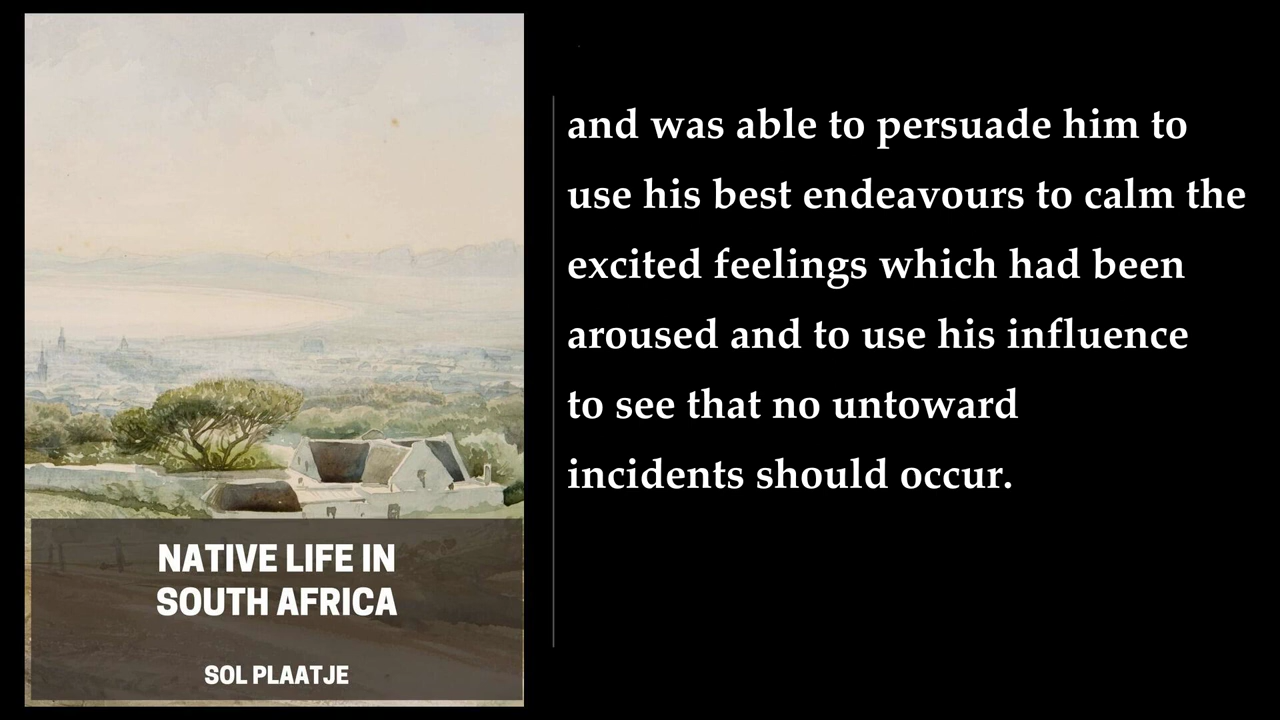 and was able to persuade him to
use his best endeavours to calm the
excited feelings which had been
aroused and to use his influence
to see that no untoward
incidents should occur.
NATIVE LIFE IN
SOUTH AFRICA
SOL PLAATJE